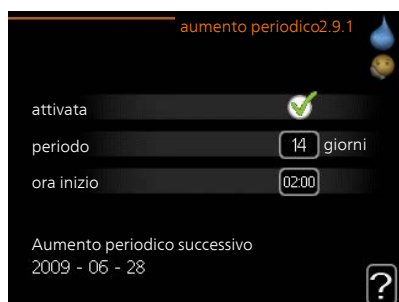 aumento periodico2.9.1
attivata
periodo 14 giorni
ora inizio 02:00
Aumento periodico successivo
2009 - 06 - 28
?